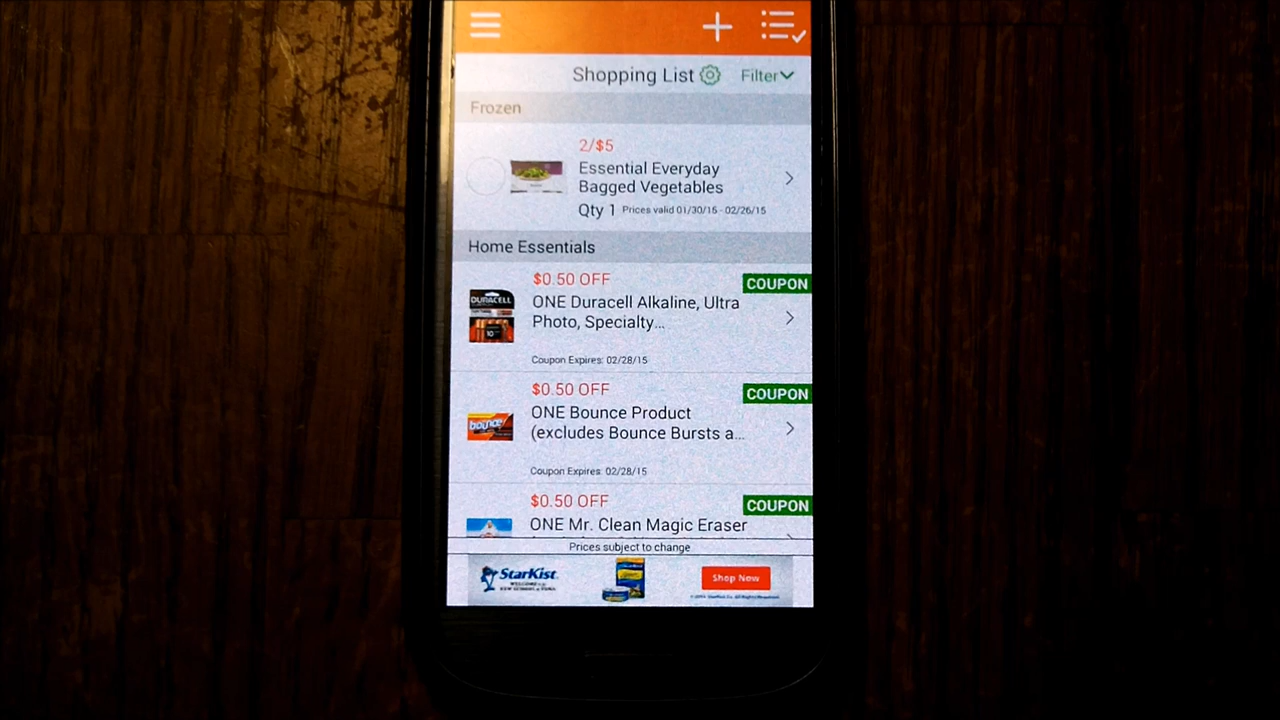 Shopping List
Filter
Frozen
2/$5
Essential Everyday
Bagged Vegetables
Qty 1 Prices valid 01/30/15 - 02/26/15
Home Essentials
$0.50 OFF
COUPON
DURACELL
ONE Duracell Alkaline, Ultra
Photo, Specialty...
Coupon Expires: 02/28/15
$0.50 OFF
COUPON
bounce
ONE Bounce Product
(excludes Bounce Bursts a...
Coupon Expires: 02/28/15
$0.50 OFF
COUPON
ONE Mr. Clean Magic Eraser
Prices subject to change
StarKist
Shop Now